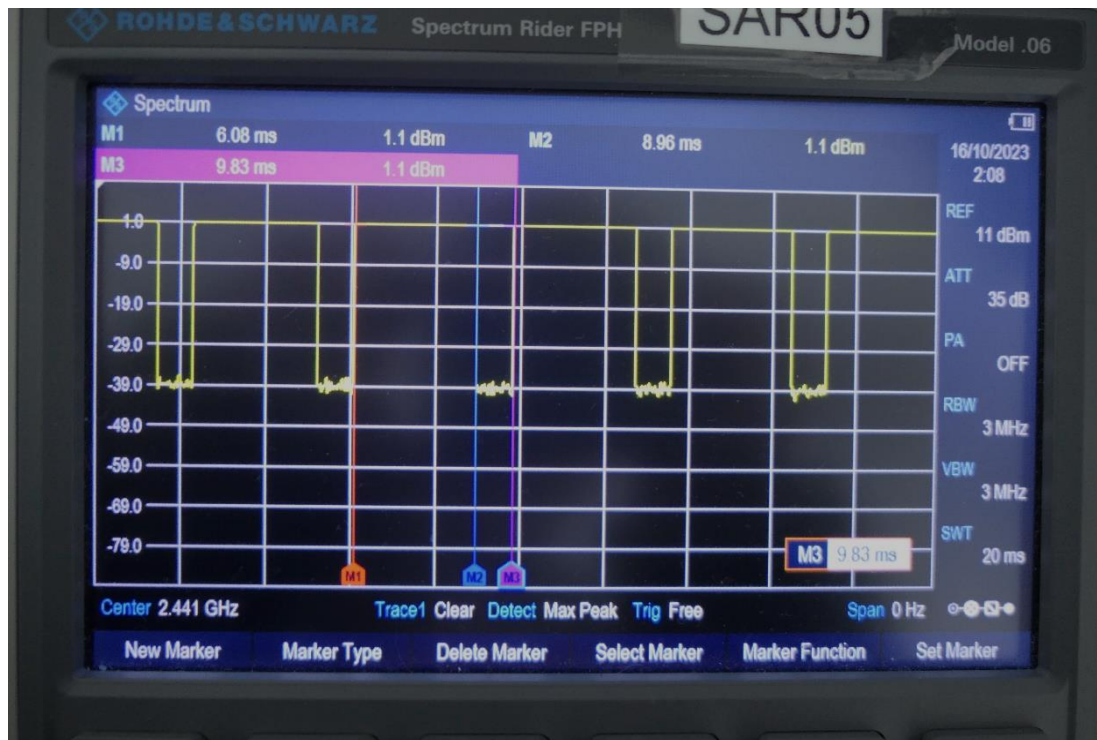 ROHDE&SCHWARZ Spectrum Rider FPH SAR05 Model .06
Spectrum
M1 6.08 ms 1.1 dBm M2 8.96 ms 1.1 dBm
16/10/2023
M3 9.83 ms 1.1 dBm
2:08
REF
1.0
11 dBm
-9.0
ATT
-19.0
35 dB
-29.0
PA
OFF
-39.0
RBW
-49.0
3 MHz
-59.0
VBW
3 MHz
-69.0
SWT
-79.0
M3 9.83 ms
20 ms
M1 M2 M3
Center 2.441 GHz Trace1 Clear Detect Max Peak Trig Free Span 0 Hz
New Marker Marker Type Delete Marker Select Marker Marker Function Set Marker